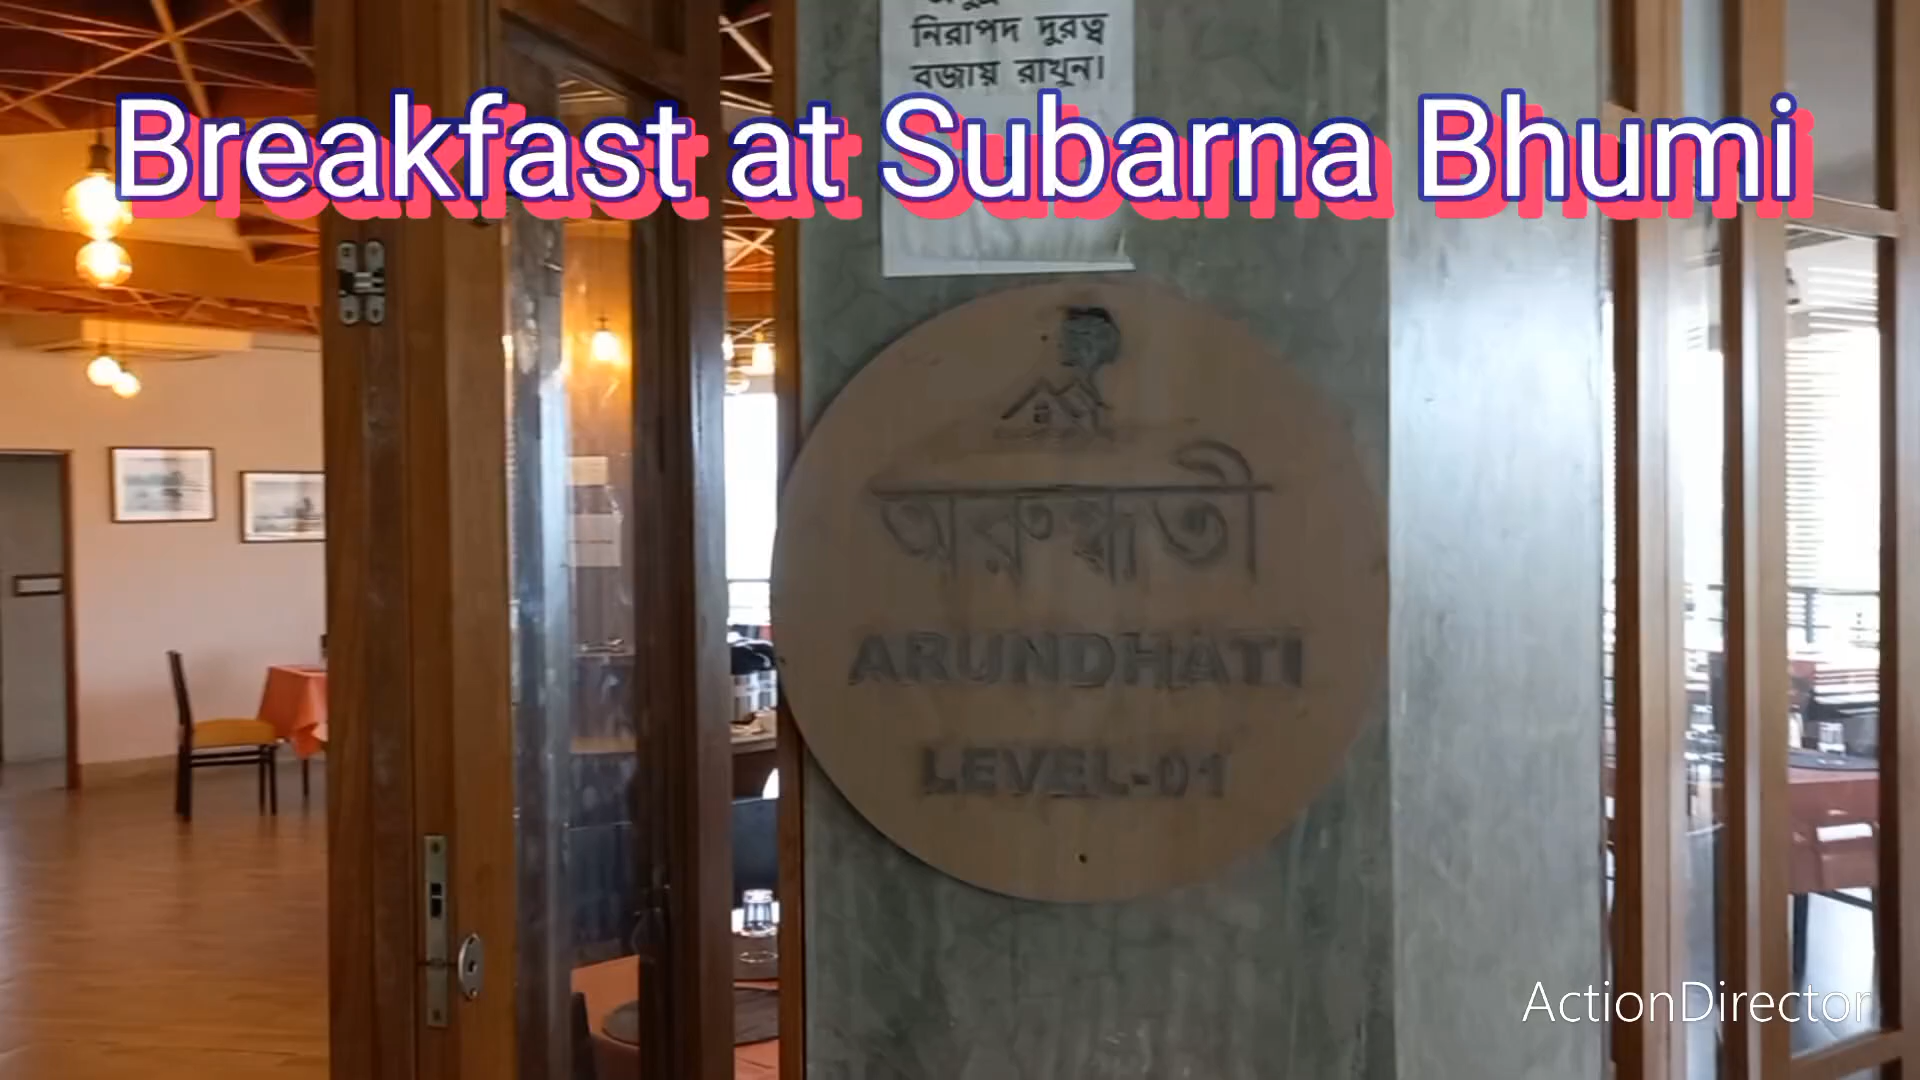 নিরাপদ দুরত্ব
বজায় রাখুন।
Breakfast at Subarna Bhumi
অরুন্ধতী
ARUNDHATI
LEVEL-01
ActionDirector